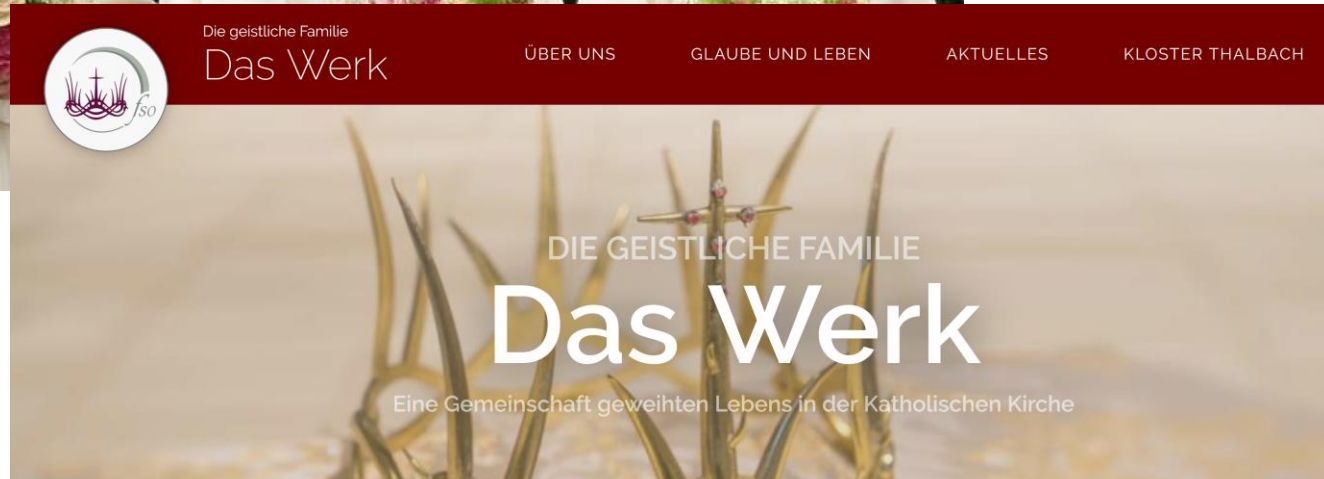 Die geistliche Familie
Das Werk
ÜBER UNS GLAUBE UND LEBEN AKTUELLES KLOSTER THALBACH
fso
DIE GEISTLICHE FAMILIE
Das Werk
Eine Gemeinschaft geweihten Lebens in der Katholischen Kirche